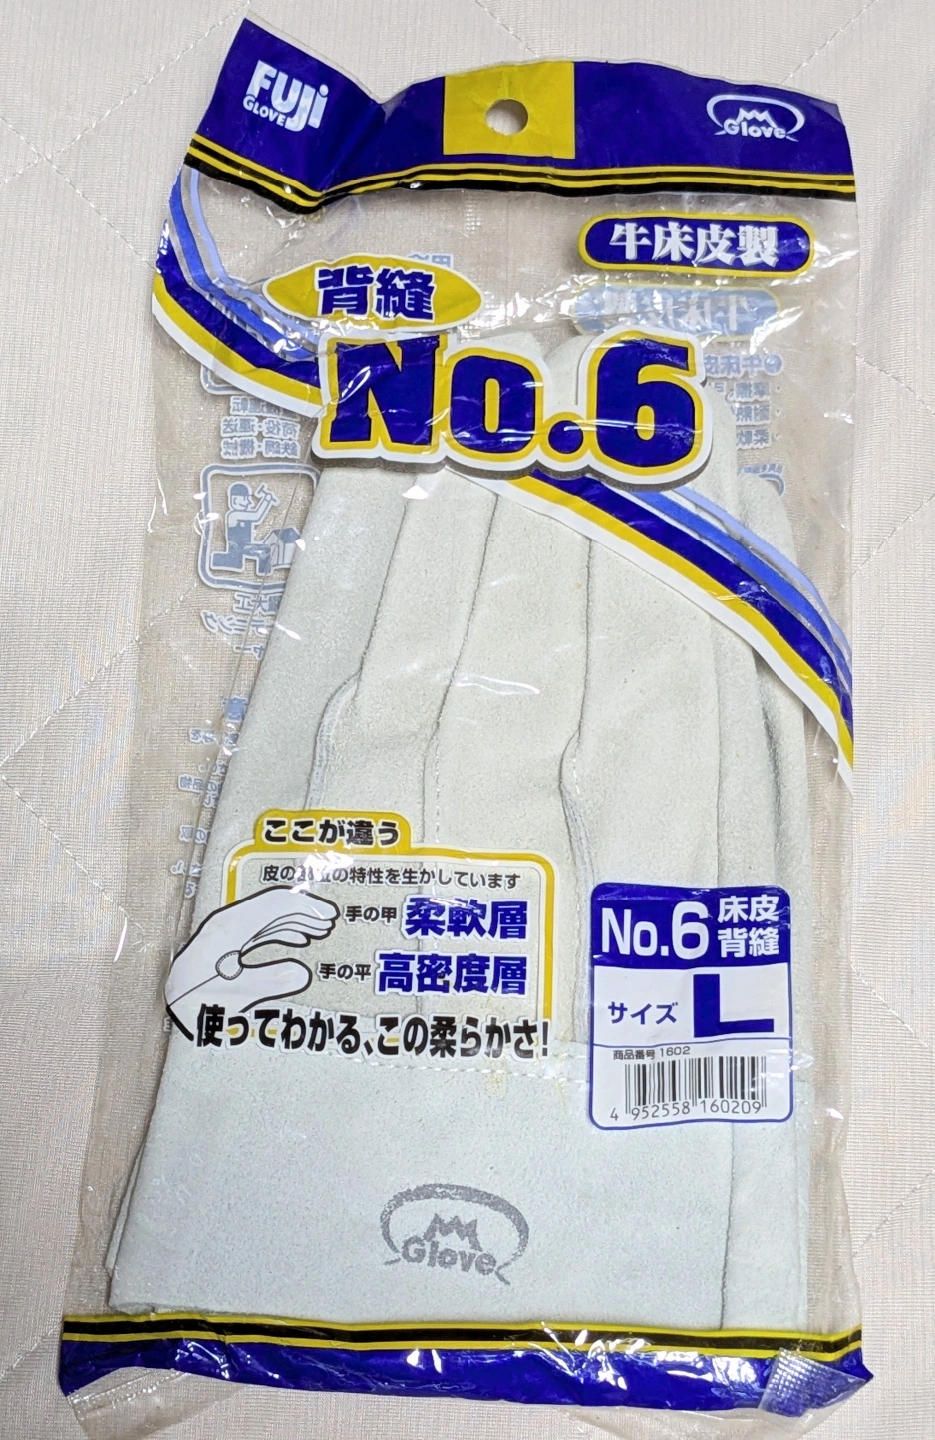 FUJi
GLOVE
Glove
牛床皮製
背縫
No.6
ここが違う
皮の2層の特性を生かしています
手の甲 柔軟層
手の平 高密度層
使ってわかる、この柔らかさ!
No.6 床皮
背縫
サイズ L
商品番号 1602
4 952558 160209
Glove